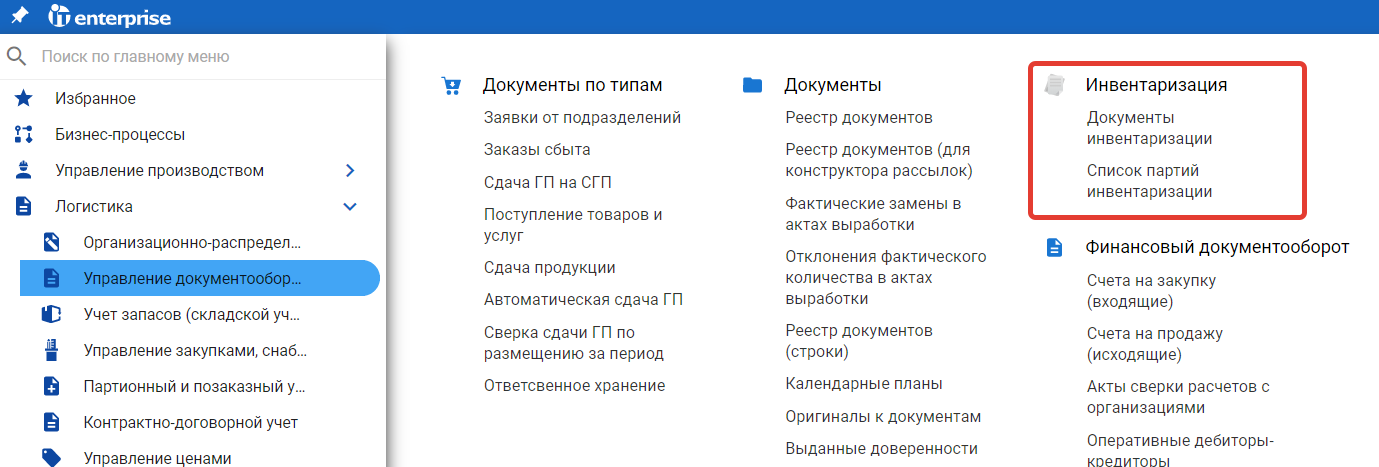 IT enterprise
Поиск по главному меню
Избранное
Бизнес-процессы
Управление производством
Логистика
Организационно-распредел...
Управление документообор...
Учет запасов (складской уч...
Управление закупками, снаб...
Партионный и позаказный у...
Контрактно-договорной учет
Управление ценами
Документы по типам
Заявки от подразделений
Заказы сбыта
Сдача ГП на СГП
Поступление товаров и
услуг
Сдача продукции
Автоматическая сдача ГП
Сверка сдачи ГП по
размещению за период
Ответсвенное хранение
Документы
Реестр документов
Реестр документов (для
конструктора рассылок)
Фактические замены в
актах выработки
Отклонения фактического
количества в актах
выработки
Реестр документов
(строки)
Календарные планы
Оригиналы к документам
Выданные доверенности
Инвентаризация
Документы
инвентаризации
Список партий
инвентаризации
Финансовый документооборот
Счета на закупку
(входящие)
Счета на продажу
(исходящие)
Акты сверки расчетов с
организациями
Оперативные дебиторы-
кредиторы